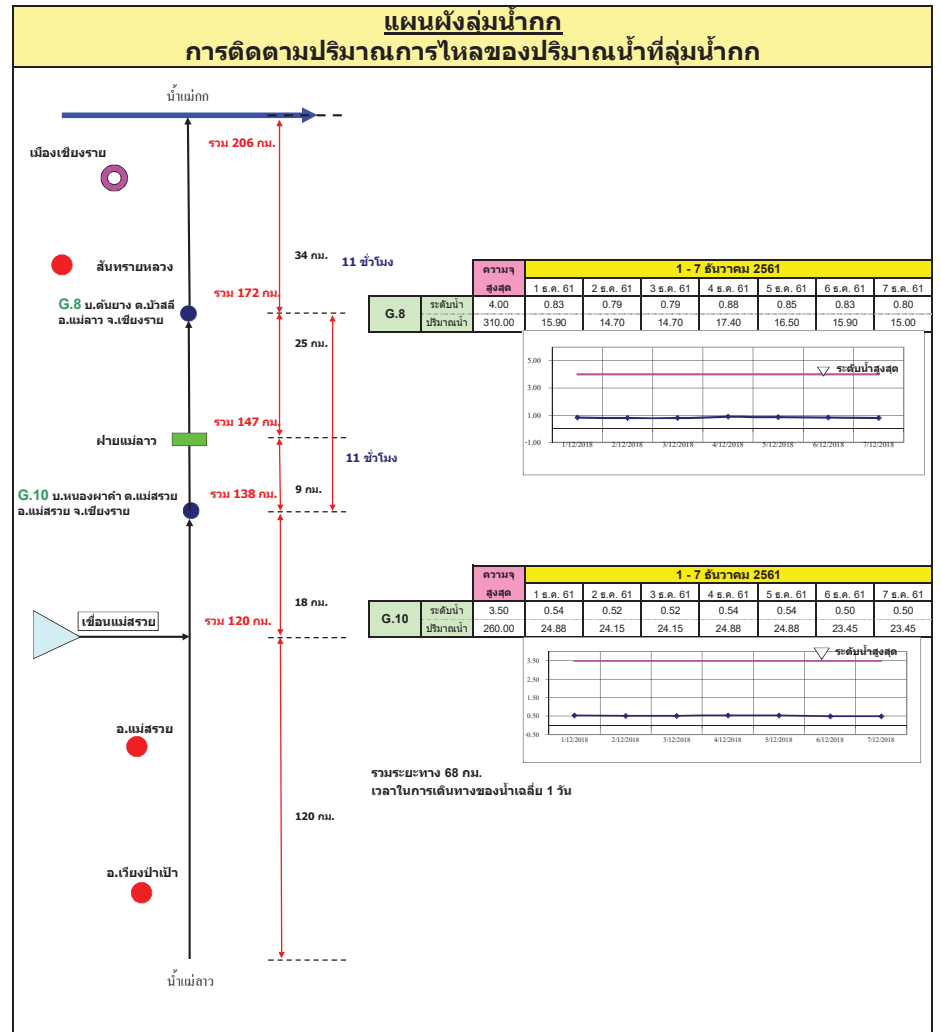 แผนผังลุ่มน้ำกก
การติดตามปริมาณการไหลของปริมาณน้ำที่ลุ่มน้ำกก
น้ำแม่กก
รวม 206 กม.
เมืองเชียงราย
34 กม. 11 ชั่วโมง
สันทรายหลวง
รวม 172 กม.
G.8 บ.ต้นยาง ต.บัวสลี
อ.แม่ลาว จ.เชียงราย
ความจุ 1 - 7 ธันวาคม 2561
สูงสุด 1 ธ.ค. 61 2 ธ.ค. 61 3 ธ.ค. 61 4 ธ.ค. 61 5 ธ.ค. 61 6 ธ.ค. 61 7 ธ.ค. 61
G.8 ระดับน้ำ 4.00 0.83 0.79 0.79 0.88 0.85 0.83 0.80
ปริมาณน้ำ 310.00 15.90 14.70 14.70 17.40 16.50 15.90 15.00
25 กม.
5.00
ระดับน้ำสูงสุด
3.00
1.00
-1.00
1/12/2018 2/12/2018 3/12/2018 4/12/2018 5/12/2018 6/12/2018 7/12/2018
รวม 147 กม.
ฝายแม่ลาว
11 ชั่วโมง
G.10 บ.หนองผาคำ ต.แม่สรวย
อ.แม่สรวย จ.เชียงราย
รวม 138 กม.
9 กม.
ความจุ 1 - 7 ธันวาคม 2561
สูงสุด 1 ธ.ค. 61 2 ธ.ค. 61 3 ธ.ค. 61 4 ธ.ค. 61 5 ธ.ค. 61 6 ธ.ค. 61 7 ธ.ค. 61
G.10 ระดับน้ำ 3.50 0.54 0.52 0.52 0.54 0.54 0.50 0.50
ปริมาณน้ำ 260.00 24.88 24.15 24.15 24.88 24.88 23.45 23.45
18 กม.
เขื่อนแม่สรวย
รวม 120 กม.
ระดับน้ำสูงสุด
3.50
2.50
1.50
0.50
-0.50
1/12/2018 2/12/2018 3/12/2018 4/12/2018 5/12/2018 6/12/2018 7/12/2018
อ.แม่สรวย
รวมระยะทาง 68 กม.
เวลาในการเดินทางของน้ำเฉลี่ย 1 วัน
120 กม.
อ.เวียงป่าเป้า
น้ำแม่ลาว